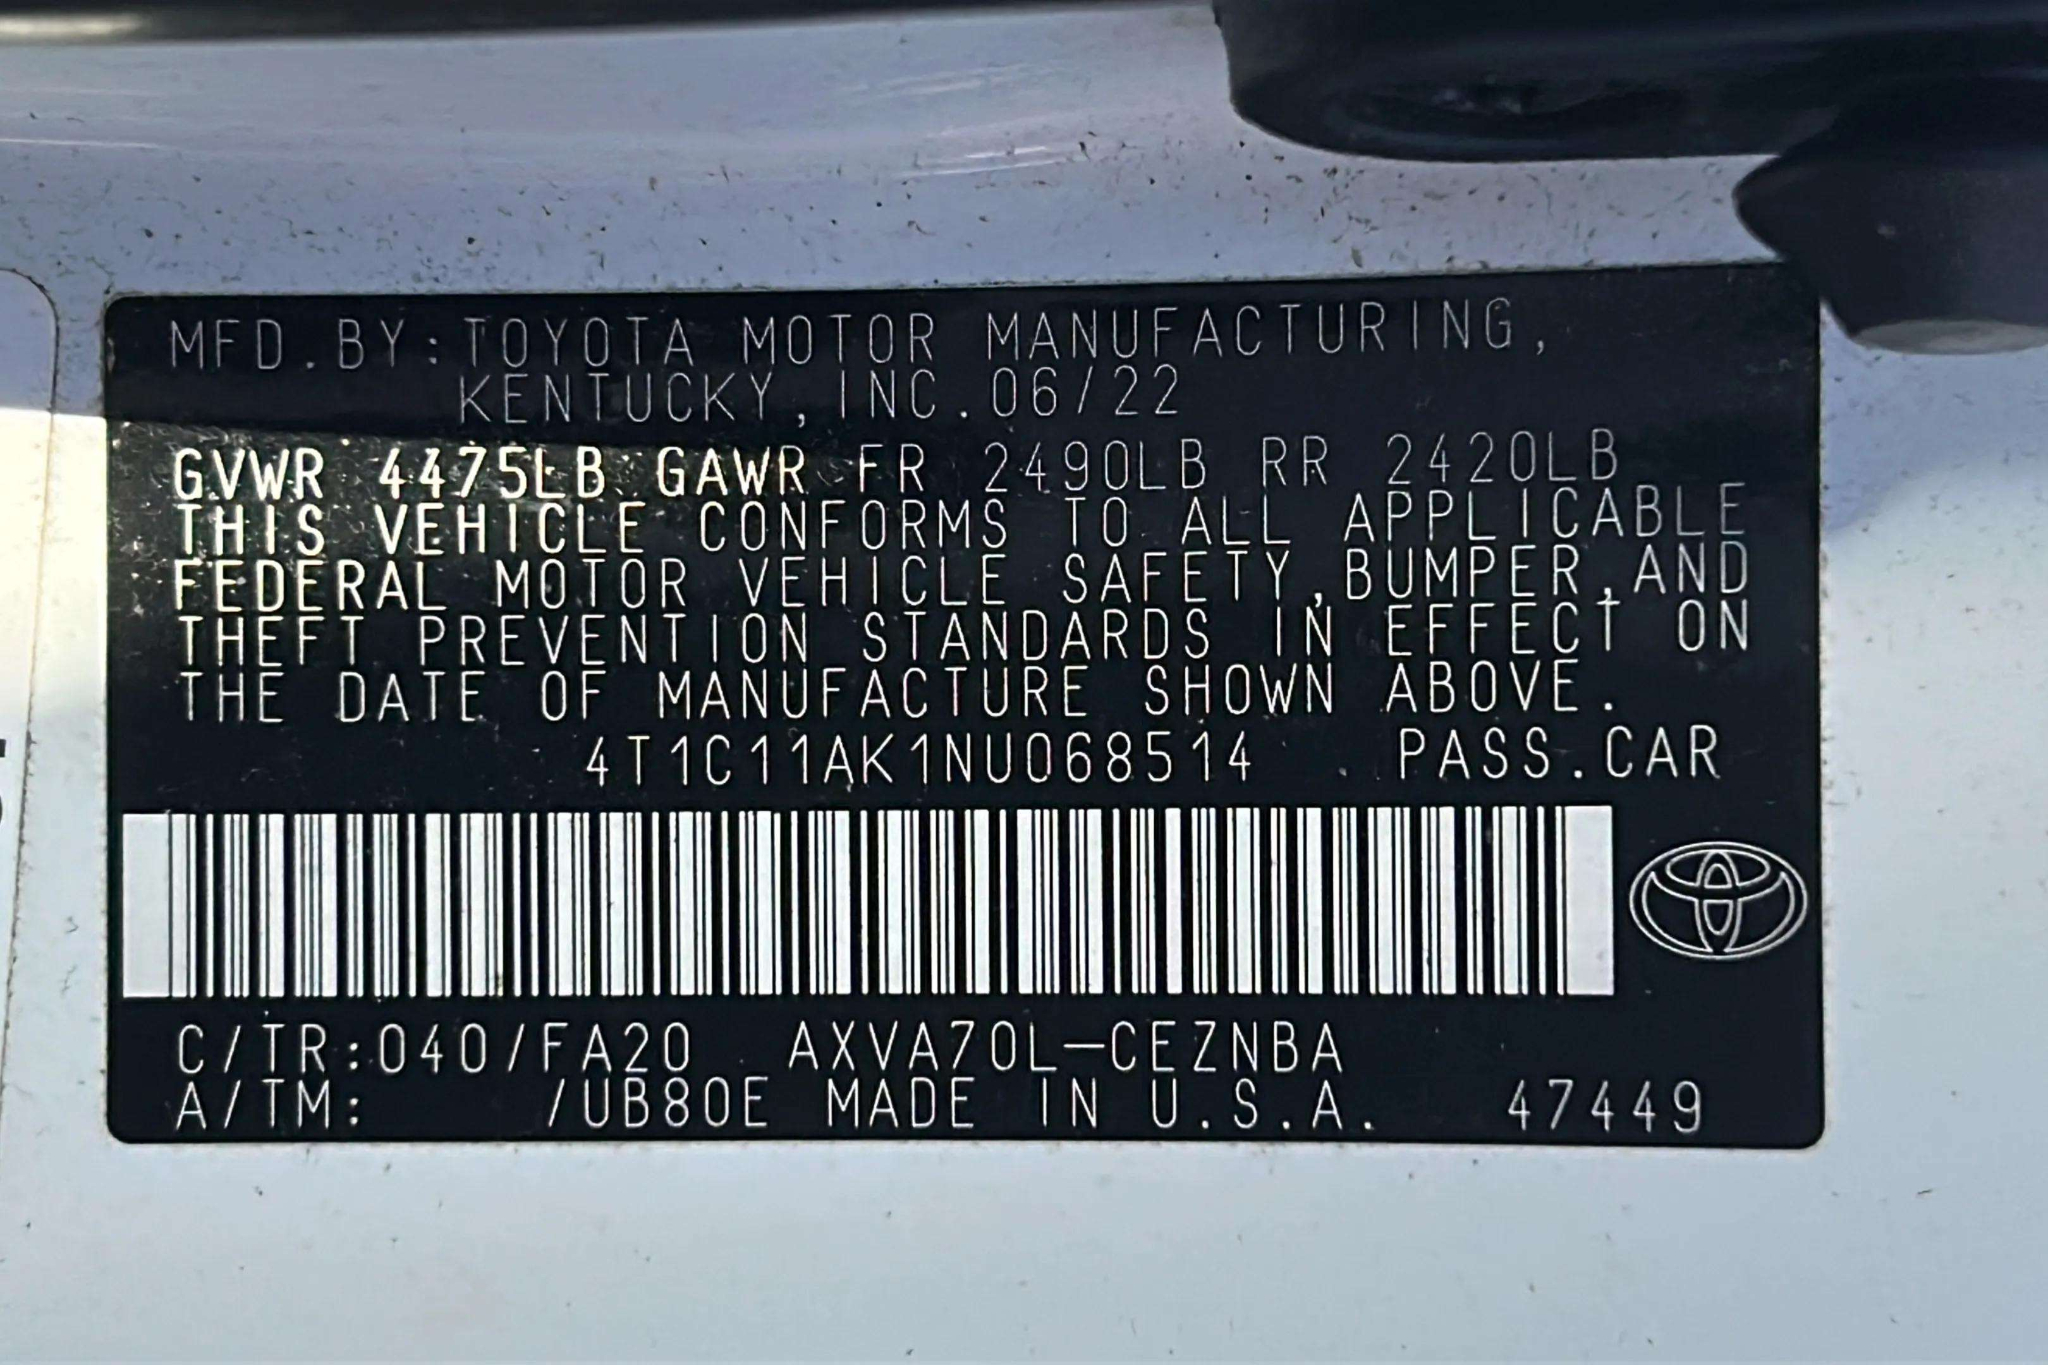 MFD.BY:TOYOTA MOTOR MANUFACTURING,
KENTUCKY,INC.06/22
GVWR 4475LB GAWR FR 2490LB RR 2420LB
THIS VEHICLE CONFORMS TO ALL APPLICABLE
FEDERAL MOTOR VEHICLE SAFETY,BUMPER,AND
THEFT PREVENTION STANDARDS IN EFFECT ON
THE DATE OF MANUFACTURE SHOWN ABOVE.
4T1C11AK1NU068514 PASS.CAR
C/TR:040/FA20 AXVA70L-CEZNBA
A/TM: /UB80E MADE IN U.S.A. 47449